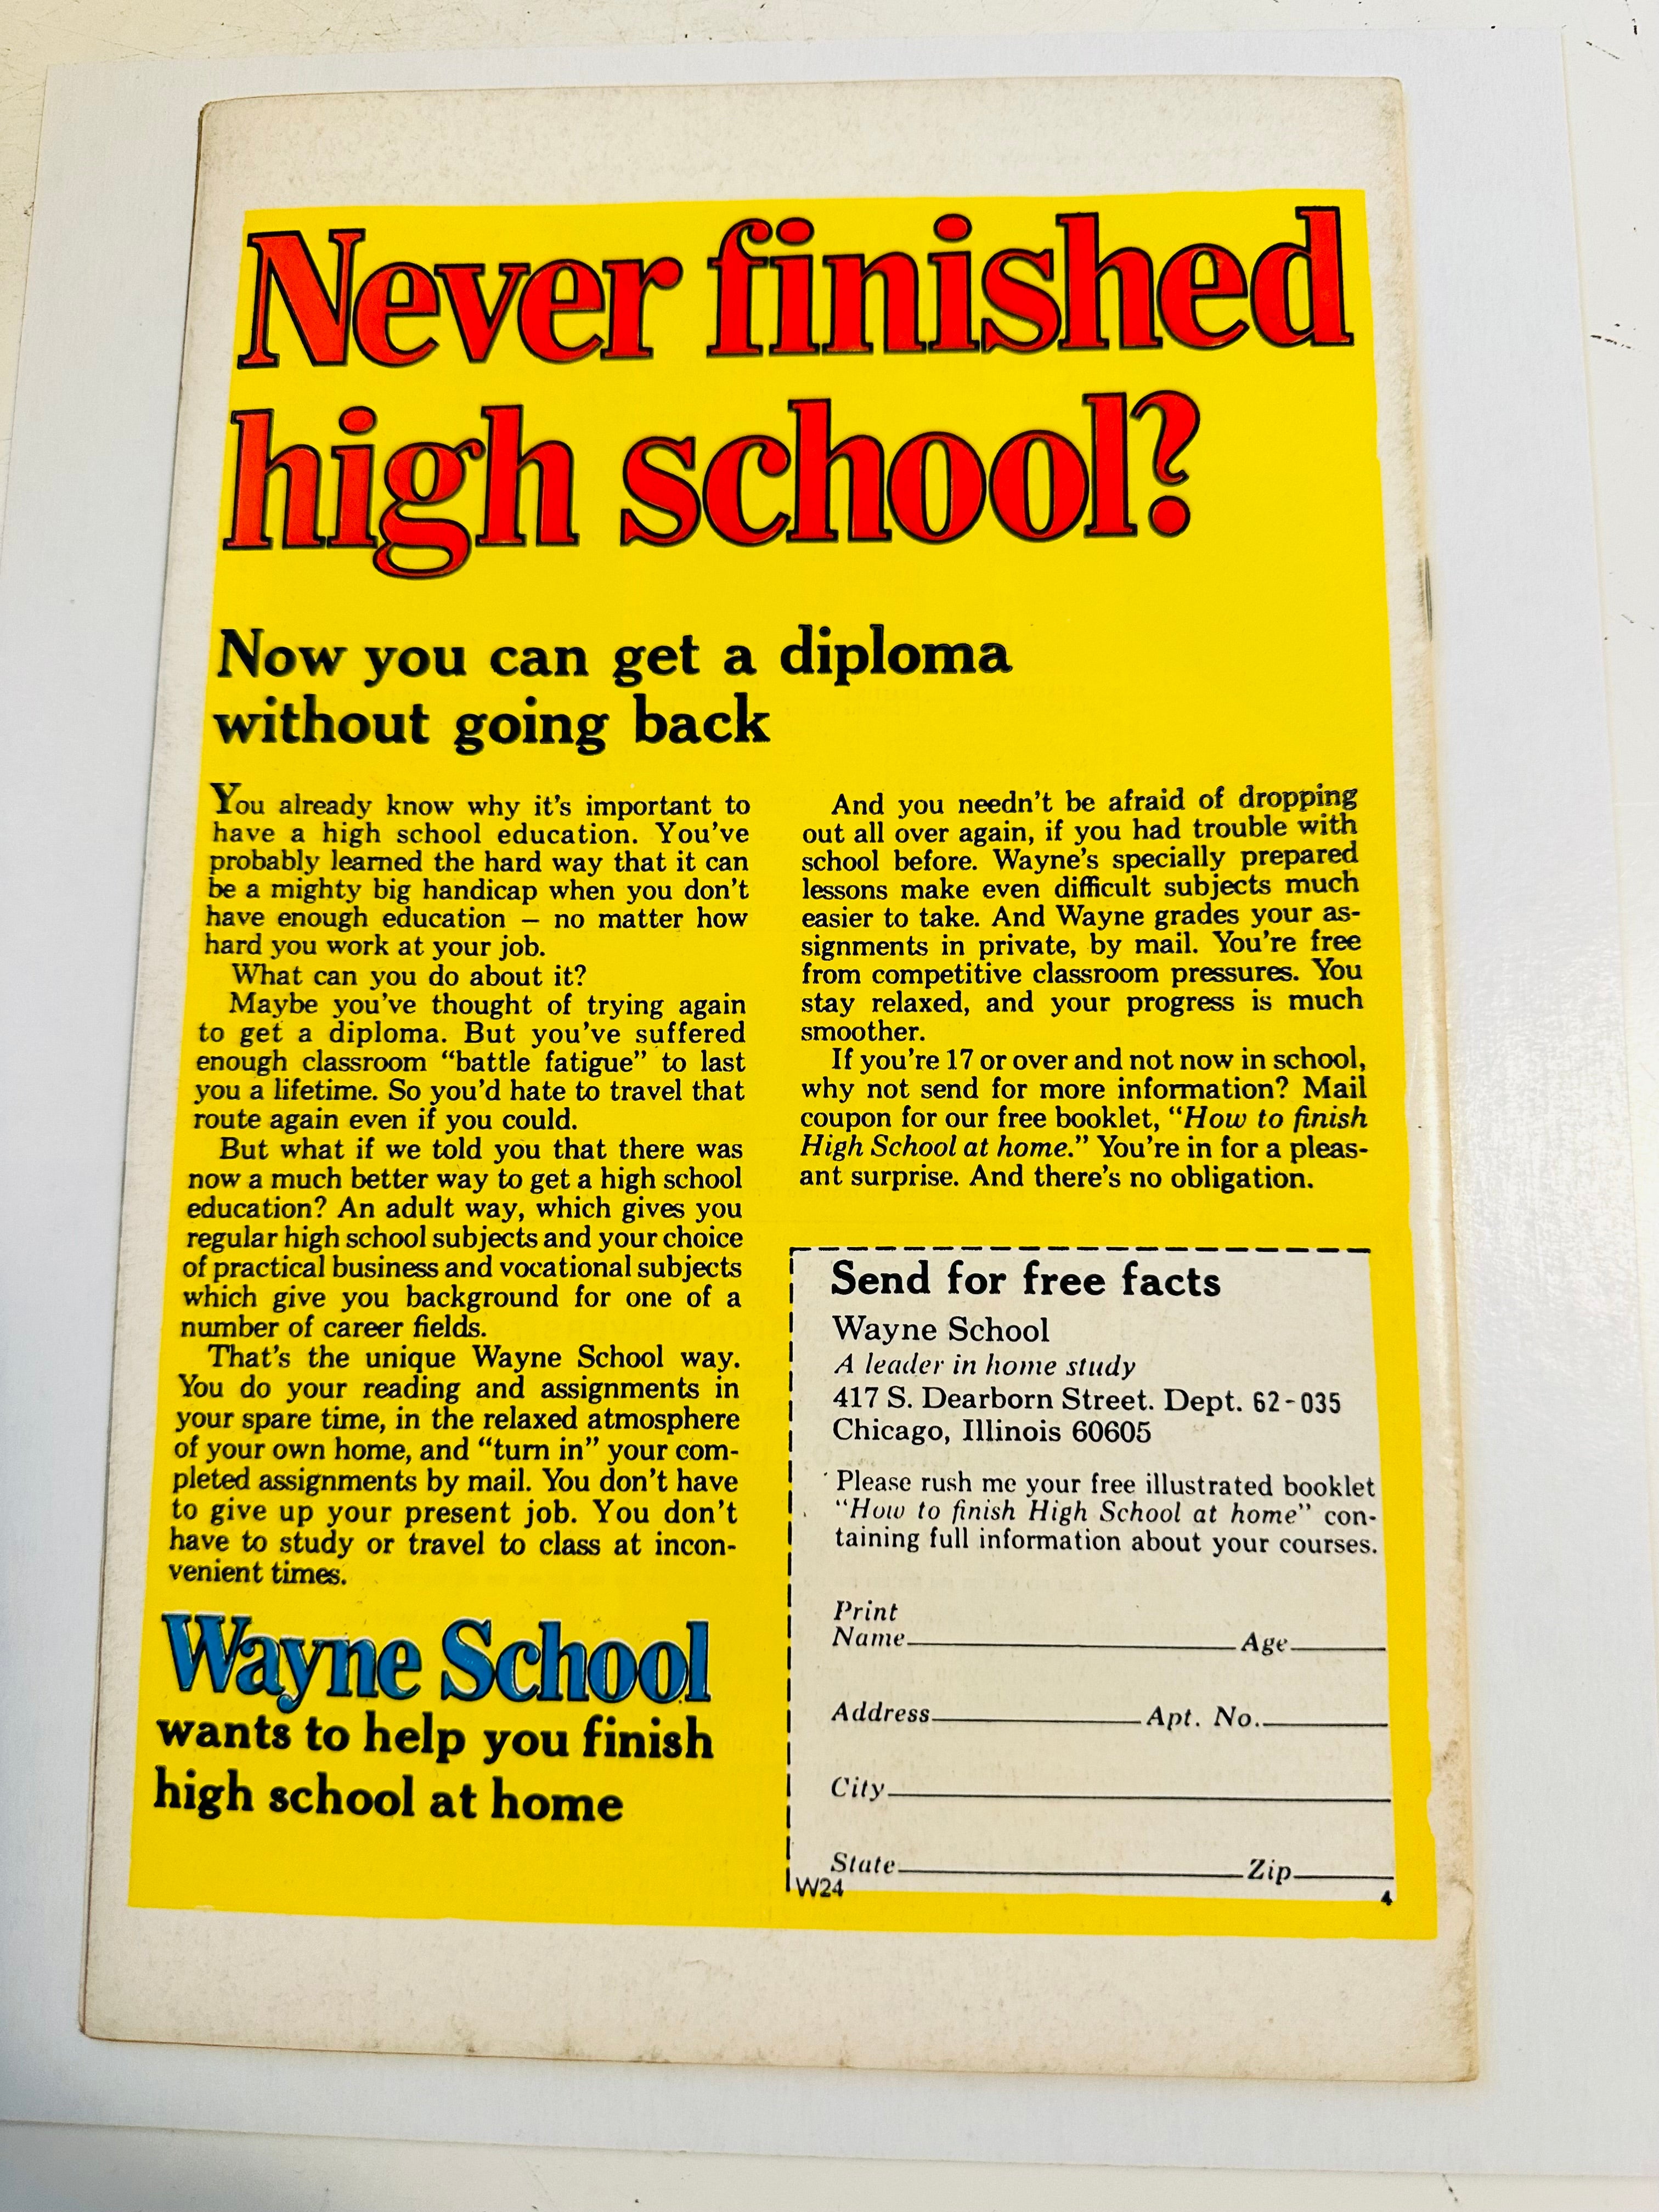 Never finished
high school?
Now you can get a diploma
without going back
You already know why it's important to
have a high school education. You've
probably learned the hard way that it can
be a mighty big handicap when you don't
have enough education – no matter how
hard you work at your job.
What can you do about it?
Maybe you've thought of trying again
to get a diploma. But you've suffered
enough classroom “battle fatigue” to last
you a lifetime. So you'd hate to travel that
route again even if you could.
But what if we told you that there was
now a much better way to get a high school
education? An adult way, which gives you
regular high school subjects and your choice
of practical business and vocational subjects
which give you background for one of a
number of career fields.
That's the unique Wayne School way.
You do your reading and assignments in
your spare time, in the relaxed atmosphere
of your own home, and “turn in” your com-
pleted assignments by mail. You don't have
to give up your present job. You don't
have to study or travel to class at incon-
venient times.
Wayne School
wants to help you finish
high school at home
And you needn't be afraid of dropping
out all over again, if you had trouble with
school before. Wayne's specially prepared
lessons make even difficult subjects much
easier to take. And Wayne grades your as-
signments in private, by mail. You're free
from competitive classroom pressures. You
stay relaxed, and your progress is much
smoother.
If you're 17 or over and not now in school,
why not send for more information? Mail
coupon for our free booklet, “How to finish
High School at home.” You're in for a pleas-
ant surprise. And there's no obligation.
Send for free facts
Wayne School
A leader in home study
417 S. Dearborn Street. Dept. 62-035
Chicago, Illinois 60605
Please rush me your free illustrated booklet
“How to finish High School at home” con-
taining full information about your courses.
Print
Name Age
Address Apt. No.
City
State Zip
W24 4